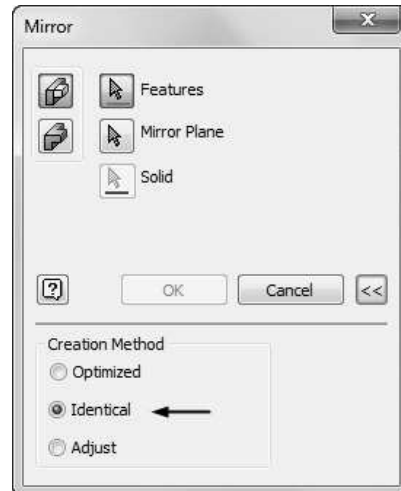 Mirror
Features
Mirror Plane
Solid
?
OK
Cancel
<<
Creation Method
Optimized
Identical
Adjust